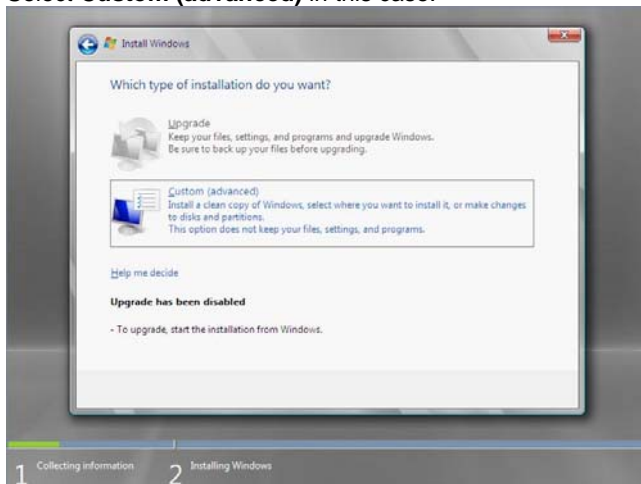 Select Custom (advanced) in this case.
Install Windows
Which type of installation do you want?
Upgrade
Keep your files, settings, and programs and upgrade Windows.
Be sure to back up your files before upgrading.
Custom (advanced)
Install a clean copy of Windows, select where you want to install it, or make changes
to disks and partitions.
This option does not keep your files, settings, and programs.
Help me decide
Upgrade has been disabled
- To upgrade, start the installation from Windows.
1 Collecting information
2 Installing Windows